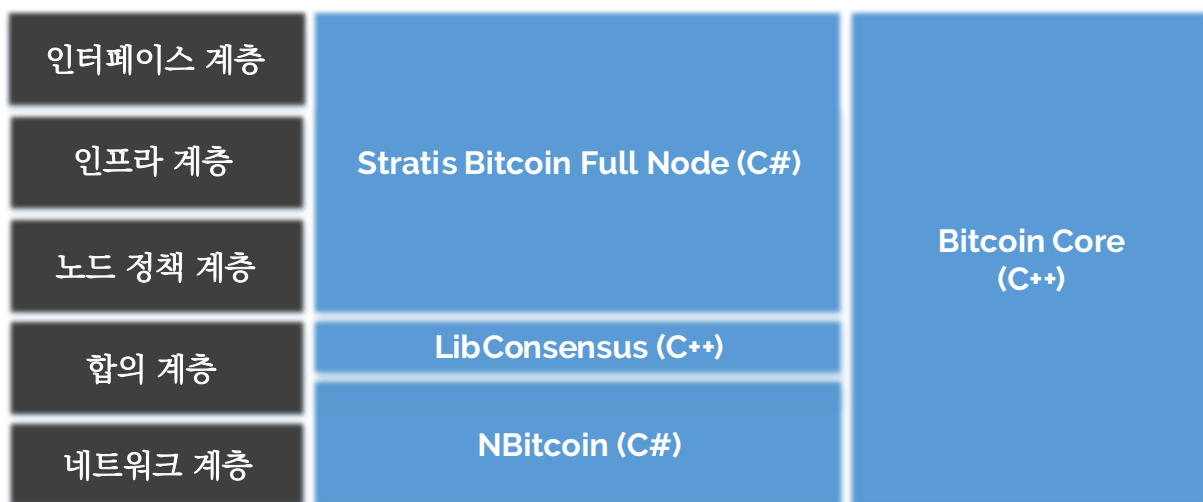 인터페이스 계층
인프라 계층
노드 정책 계층
합의 계층
네트워크 계층
Stratis Bitcoin Full Node (C#)
LibConsensus (C++)
NBitcoin (C#)
Bitcoin Core
(C++)